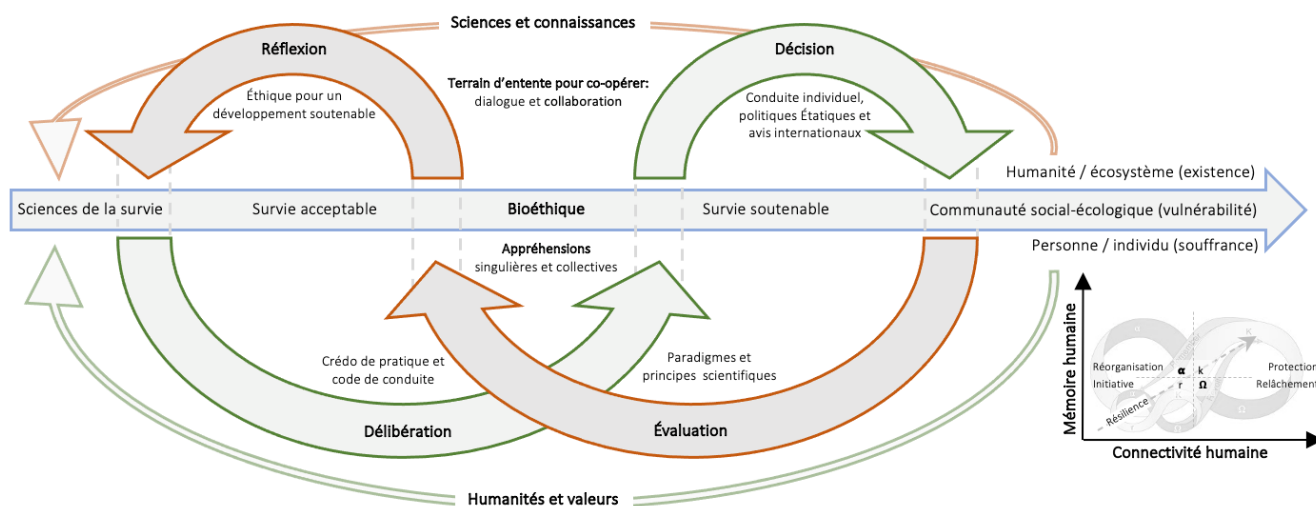 Sciences et connaissances
Réflexion
Décision
Terrain d'entente pour co-opérer:
dialogue et collaboration
Éthique pour un
développement soutenable
Conduite individuel,
politiques Étatiques et
avis internationaux
Humanité / écosystème (existence)
Sciences de la survie
Survie acceptable
Bioéthique
Survie soutenable
Communauté social-écologique (vulnérabilité)
Appréhensions
singulières et collectives
Personne / individu (souffrance)
Crédo de pratique et
code de conduite
Paradigmes et
principes scientifiques
Délibération
Évaluation
Humanités et valeurs
Mémoire humaine
α
K
Réorganisation
α
k
Protection
Initiative
r
Ω
Relâchement
Ω
Résilience
Connectivité humaine